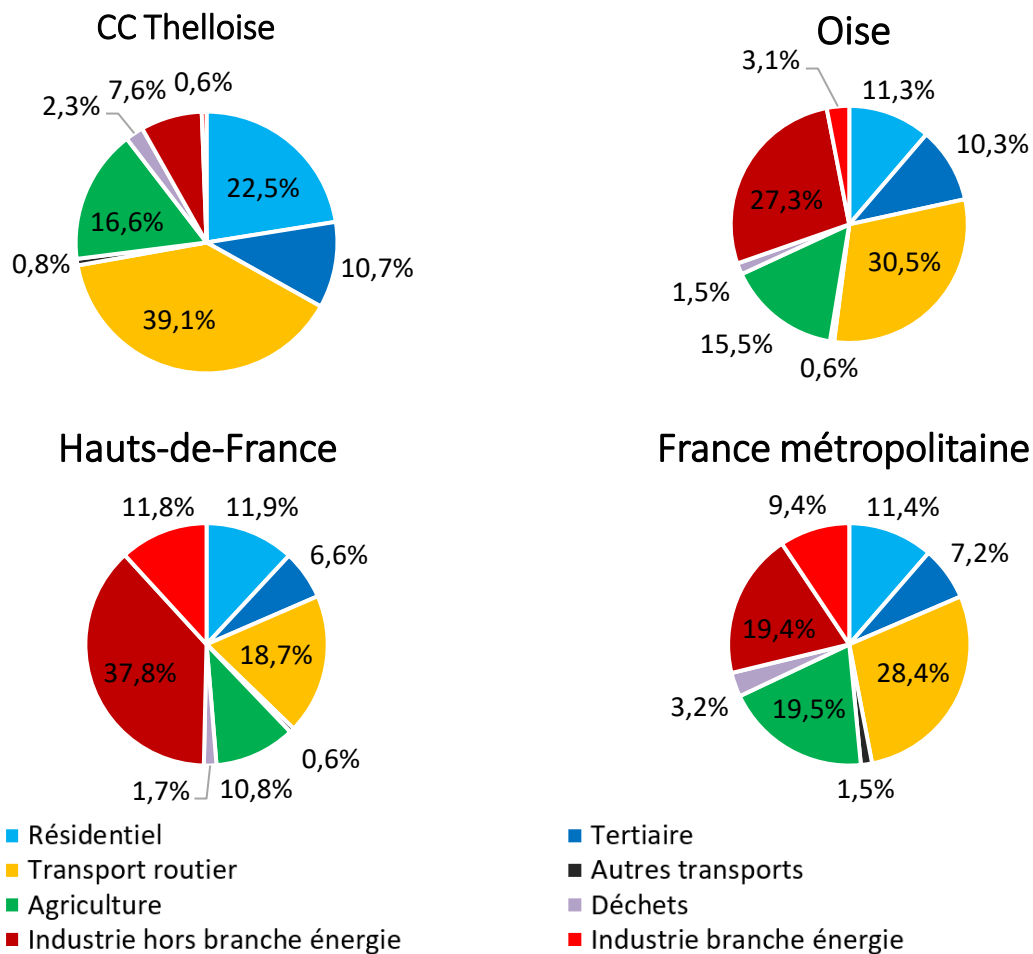 CC Thelloise
0,6%
7,6%
2,3%
22,5%
16,6%
0,8%
10,7%
39,1%
Oise
3,1%
11,3%
10,3%
27,3%
30,5%
1,5%
15,5%
0,6%
Hauts-de-France
11,8%
11,9%
6,6%
18,7%
37,8%
0,6%
1,7%
10,8%
France métropolitaine
9,4%
11,4%
7,2%
19,4%
28,4%
3,2%
19,5%
1,5%
Résidentiel
Tertiaire
Transport routier
Autres transports
Agriculture
Déchets
Industrie hors branche énergie
Industrie branche énergie